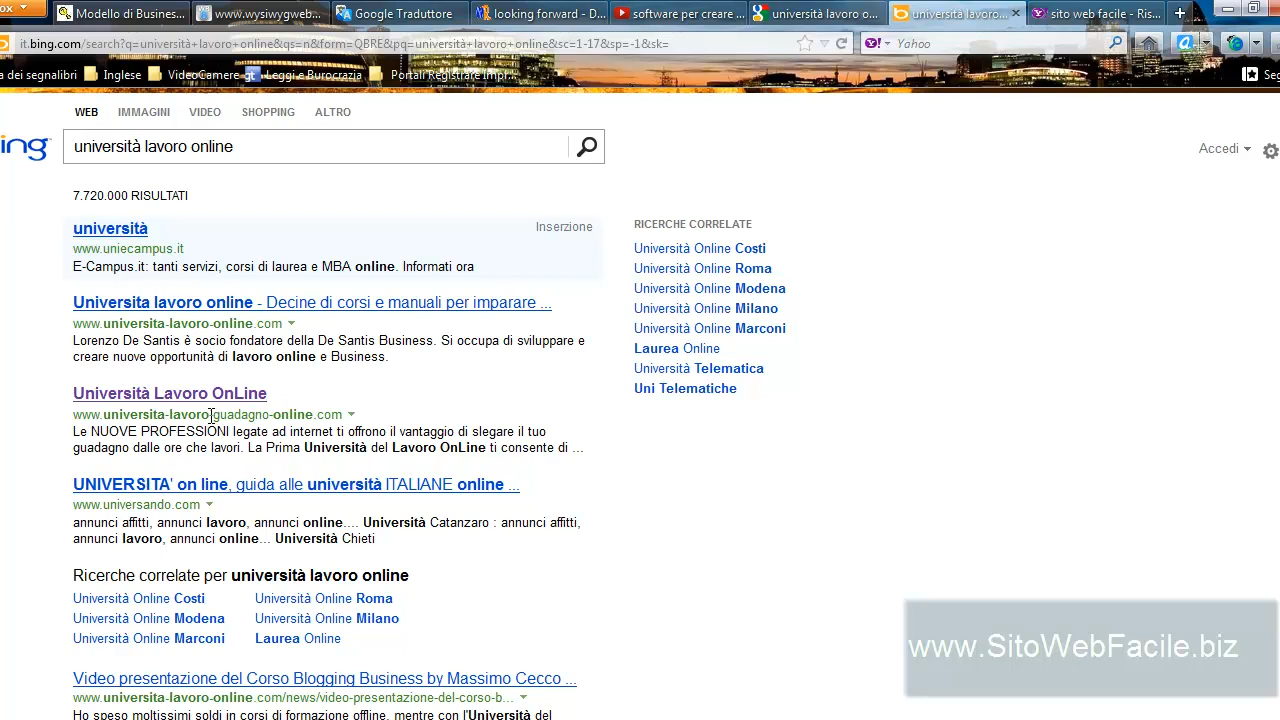 ox
Modelo di Busines...
www.wysiwygweb...
Google Traduttore
looking forward - D...
software per creare ...
università lavoro o...
università lavoro...
sito web facile - Ris...
it.bing.com/search?q=università+lavoro+online&qs=n&form=QBRE&pq=università+lavoro+online&sc=1-17&sp=-1&sk=
Yahoo
dei segnalibri
Inglese
VideoCamere
Leggi e Burocrazia
Portali Registrare Impr...
Seg
WEB IMMAGINI VIDEO SHOPPING ALTRO
ing
università lavoro online
Accedi
7.720.000 RISULTATI
università
Inserzione
www.uniecampus.it
E-Campus.it: tanti servizi, corsi di laurea e MBA online. Informati ora
Universita lavoro online - Decine di corsi e manuali per imparare ...
www.universita-lavoro-online.com
Lorenzo De Santis è socio fondatore della De Santis Business. Si occupa di sviluppare e
creare nuove opportunità di lavoro online e Business.
Università Lavoro OnLine
www.universita-lavoro-guadagno-online.com
Le NUOVE PROFESSIONI legate ad internet ti offrono il vantaggio di slegare il tuo
guadagno dalle ore che lavori. La Prima Università del Lavoro OnLine ti consente di ...
UNIVERSITA' on line, guida alle università ITALIANE online ...
www.universando.com
annunci affitti, annunci lavoro, annunci online.... Università Catanzaro : annunci affitti,
annunci lavoro, annunci online... Università Chieti
Ricerche correlate per università lavoro online
Università Online Costi
Università Online Roma
Università Online Modena
Università Online Milano
Università Online Marconi
Laurea Online
Video presentazione del Corso Blogging Business by Massimo Cecco ...
www.universita-lavoro-online.com/news/video-presentazione-del-corso-b...
Ho speso moltissimi soldi in corsi di formazione offline, mentre con l'Università del
RICERCHE CORRELATE
Università Online Costi
Università Online Roma
Università Online Modena
Università Online Milano
Università Online Marconi
Laurea Online
Università Telematica
Uni Telematiche
www.SitoWebFacile.biz